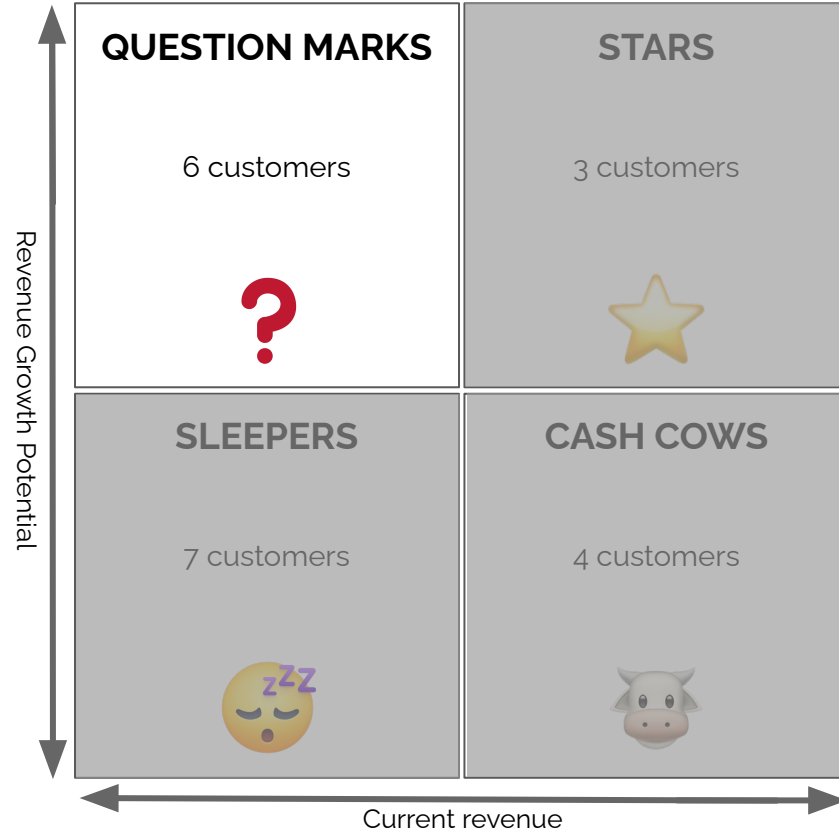 QUESTION MARKS
6 customers
STARS
3 customers
SLEEPERS
7 customers
zzZ
CASH COWS
4 customers
Revenue Growth Potential
Current revenue